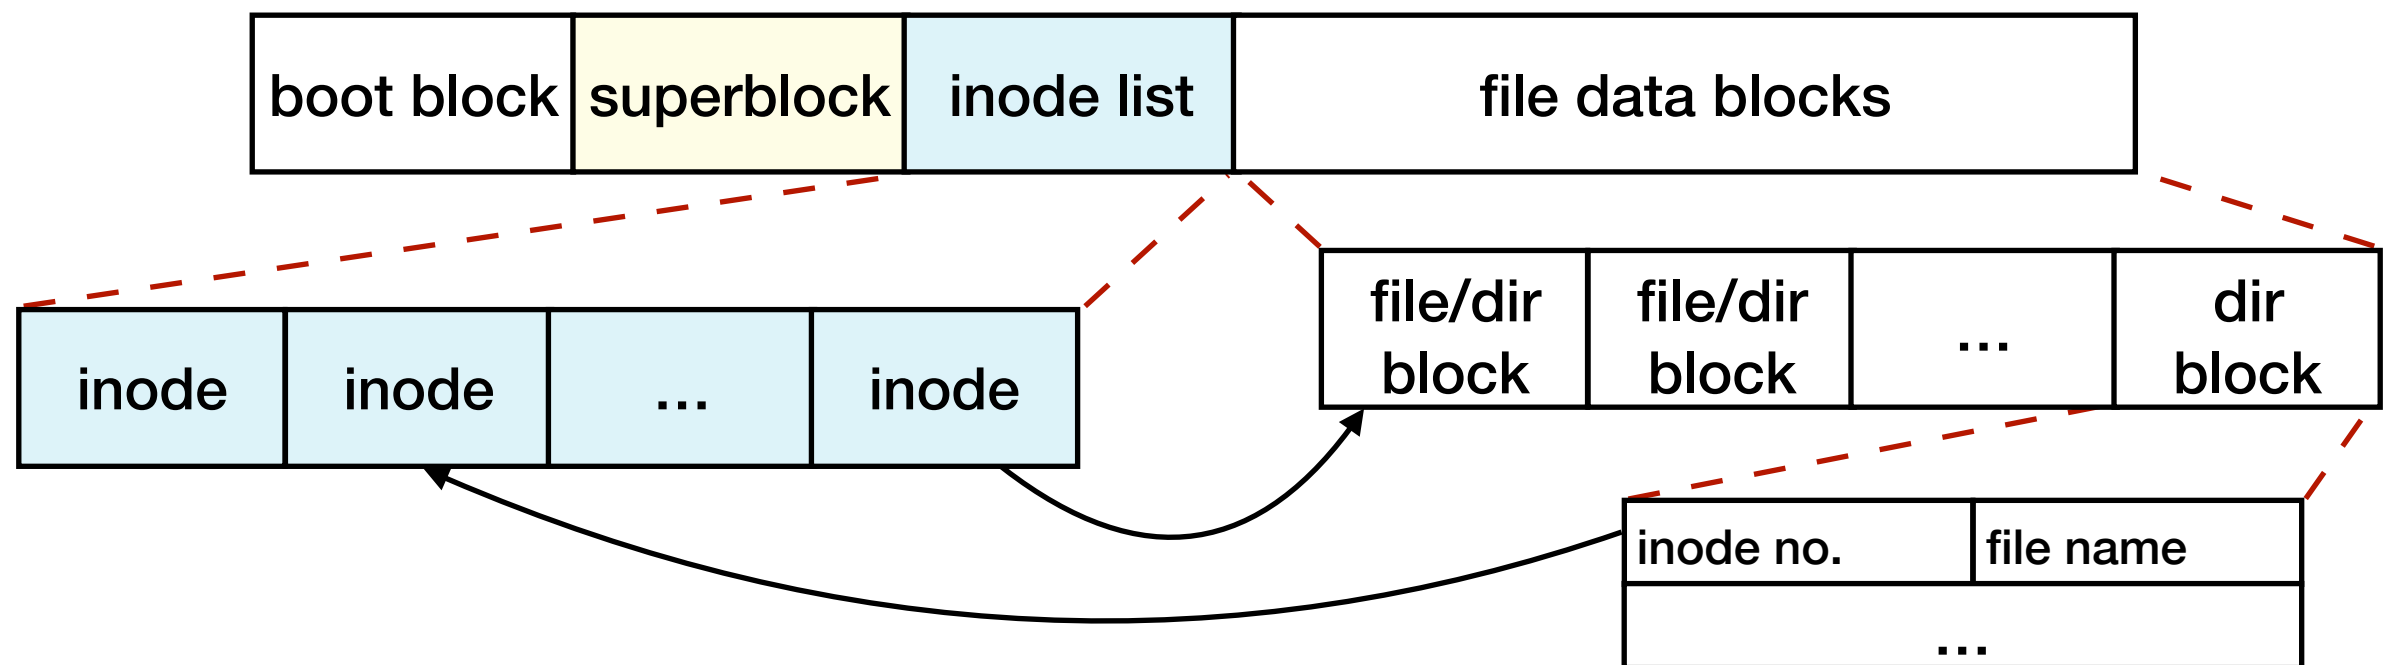 boot block
superblock
inode list
file data blocks
inode
inode
...
inode
file/dir
block
file/dir
block
...
dir
block
inode no.
file name
...